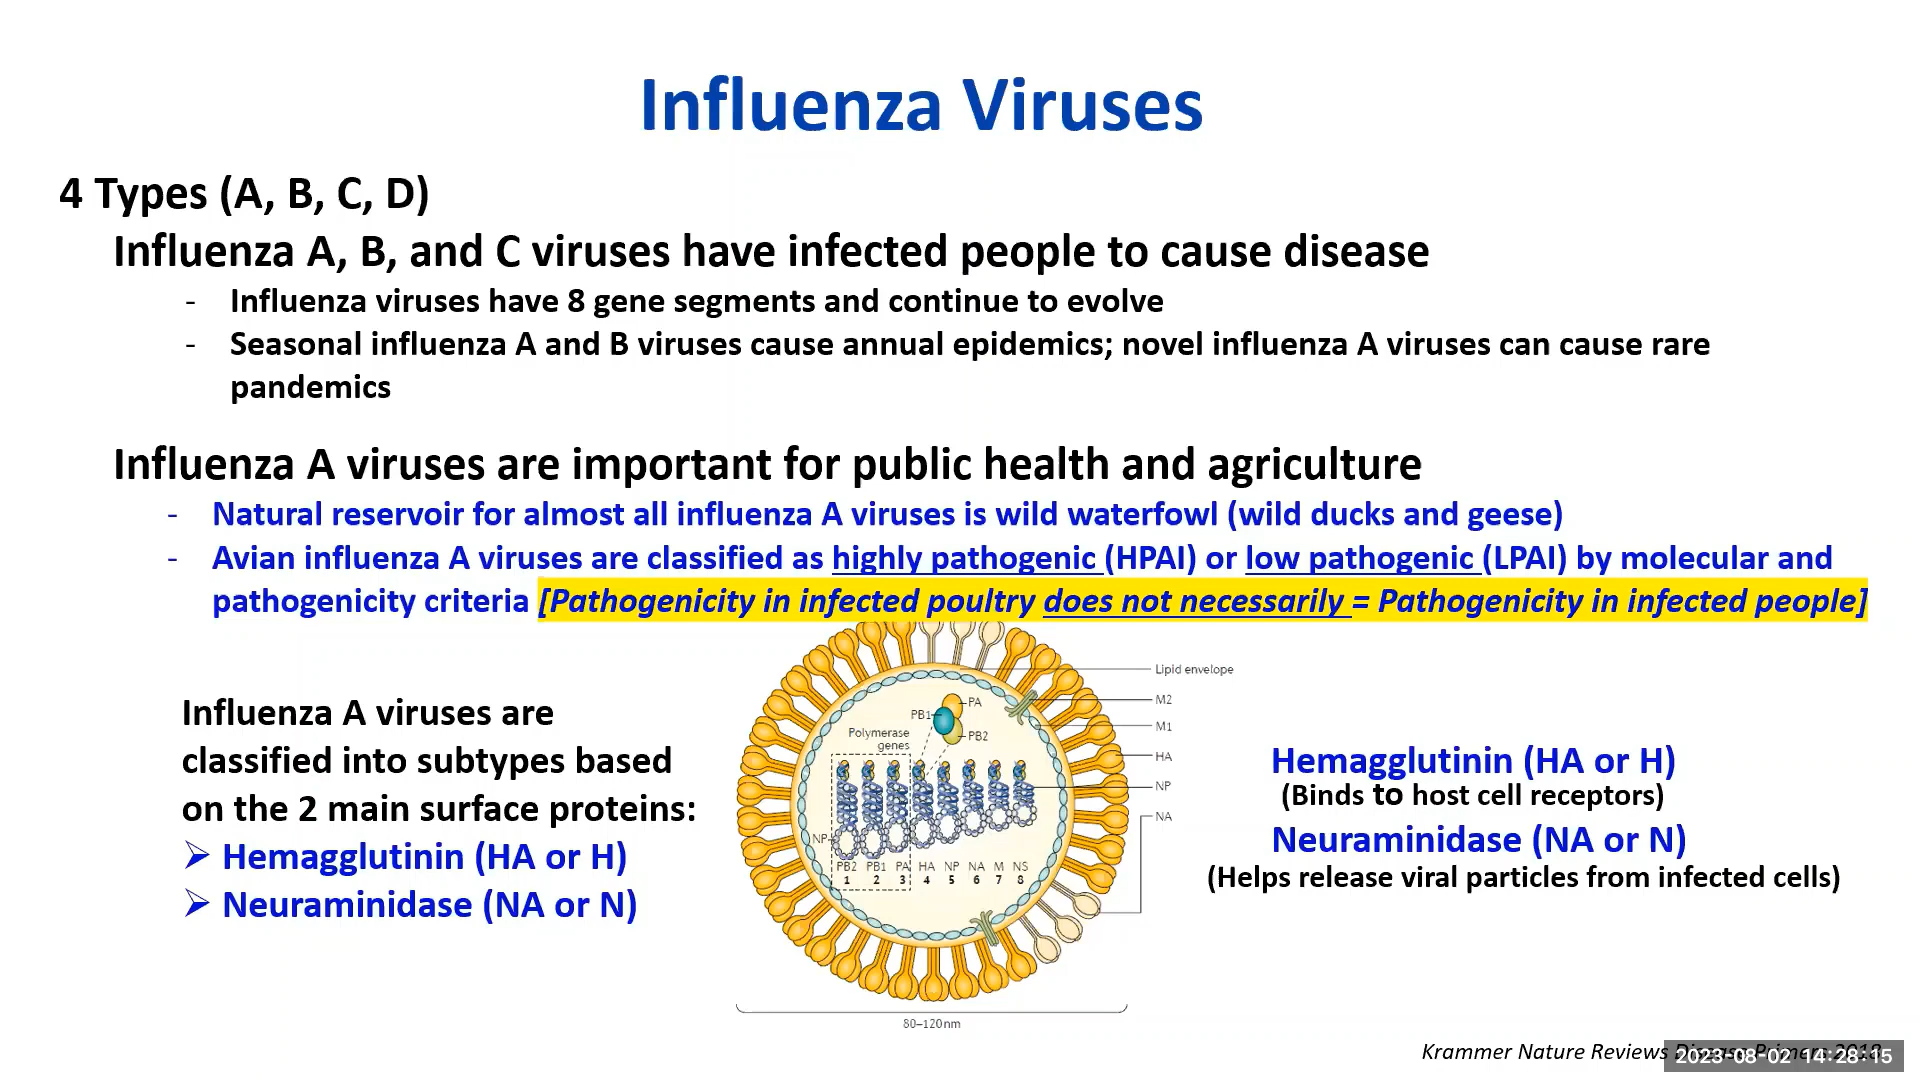 Influenza Viruses
4 Types (A, B, C, D)
Influenza A, B, and C viruses have infected people to cause disease
- Influenza viruses have 8 gene segments and continue to evolve
- Seasonal influenza A and B viruses cause annual epidemics; novel influenza A viruses can cause rare
pandemics
Influenza A viruses are important for public health and agriculture
- Natural reservoir for almost all influenza A viruses is wild waterfowl (wild ducks and geese)
- Avian influenza A viruses are classified as highly pathogenic (HPAI) or low pathogenic (LPAI) by molecular and
pathogenicity criteria [Pathogenicity in infected poultry does not necessarily = Pathogenicity in infected people]
Influenza A viruses are
classified into subtypes based
on the 2 main surface proteins:
➢ Hemagglutinin (HA or H)
➢ Neuraminidase (NA or N)
Lipid envelope
M2
M1
HA
NP
NA
PA
PB1
PB2
Polymerase
genes
NP
PB2 PB1 PA HA NP NA M NS
1 2 3 4 5 6 7 8
80–120nm
Hemagglutinin (HA or H)
(Binds to host cell receptors)
Neuraminidase (NA or N)
(Helps release viral particles from infected cells)
Krammer Nature Reviews Disease Primers 2018
2023-08-02 14:28:15